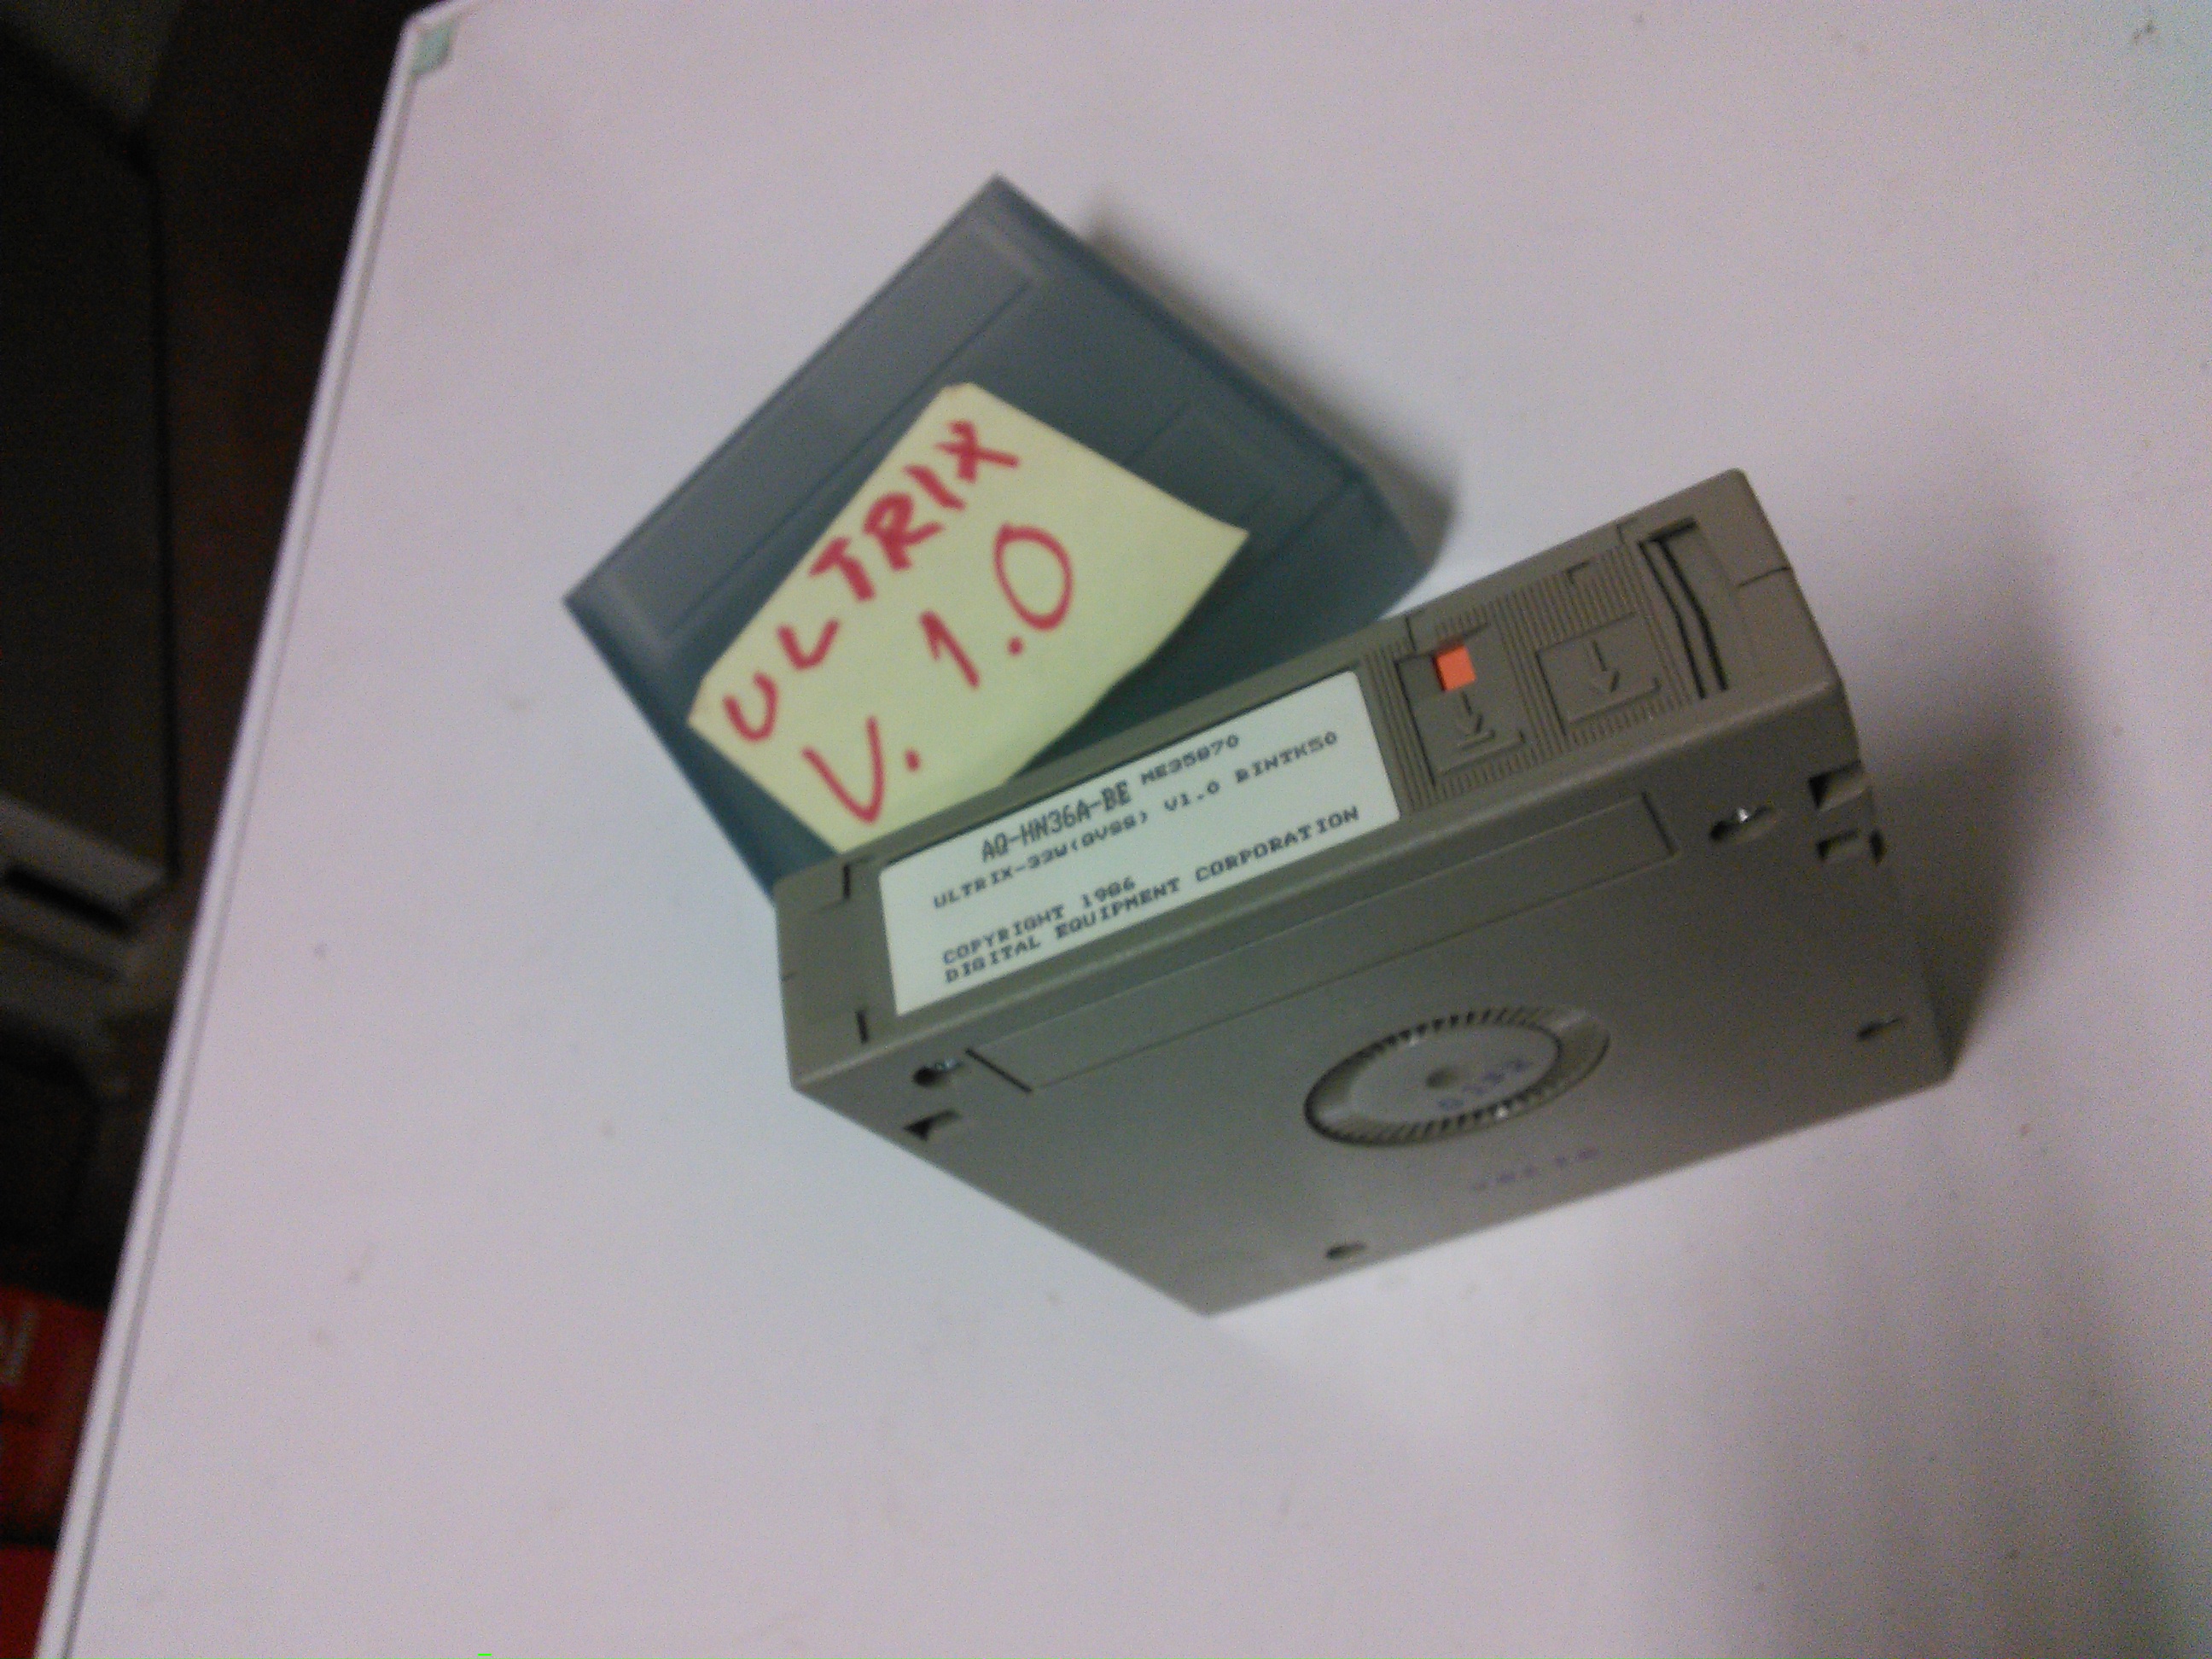 ULTRIX
V. 1.0
AQ-HN36A-BE ME35870
ULTRIX-32W(QVSS) V1.0 BINTK50
COPYRIGHT 1986
DIGITAL EQUIPMENT CORPORATION